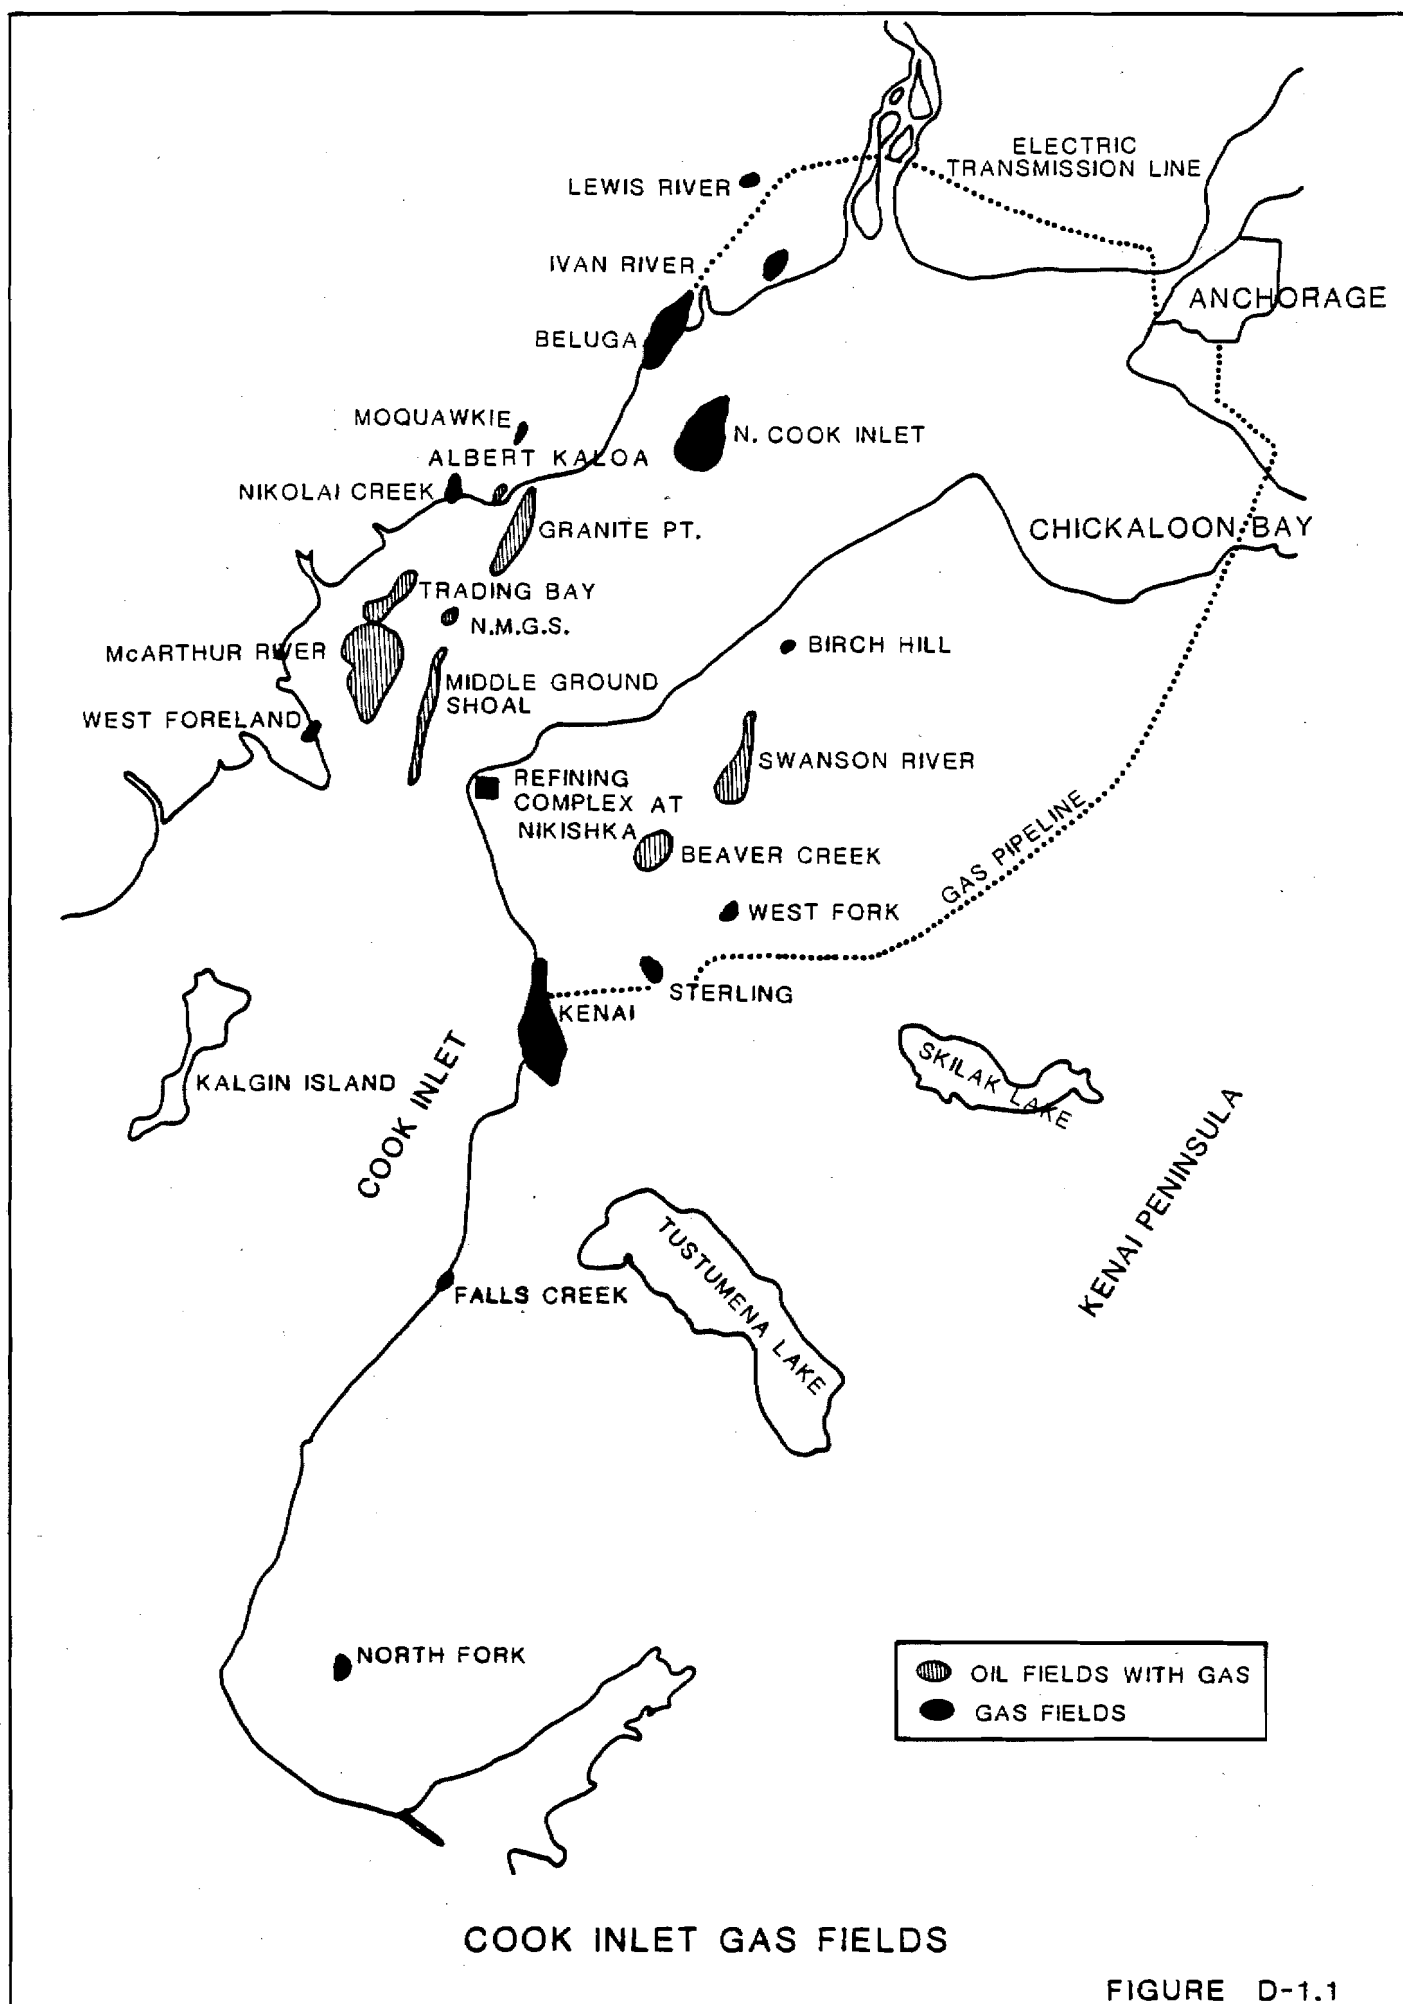 ELECTRIC
TRANSMISSION LINE
LEWIS RIVER
IVAN RIVER
ANCHORAGE
BELUGA
MOQUAWKIE
N. COOK INLET
ALBERT KALOA
NIKOLAI CREEK
GRANITE PT.
CHICKALOON BAY
TRADING BAY
N.M.G.S.
McARTHUR RIVER
BIRCH HILL
MIDDLE GROUND
SHOAL
WEST FORELAND
SWANSON RIVER
REFINING
COMPLEX AT
NIKISHKA
BEAVER CREEK
GAS PIPELINE
WEST FORK
STERLING
KENAI
SKILAK LAKE
KALGIN ISLAND
COOK INLET
KENAI PENINSULA
TUSTUMENA LAKE
FALLS CREEK
NORTH FORK
OIL FIELDS WITH GAS
GAS FIELDS
COOK INLET GAS FIELDS
FIGURE D-1.1